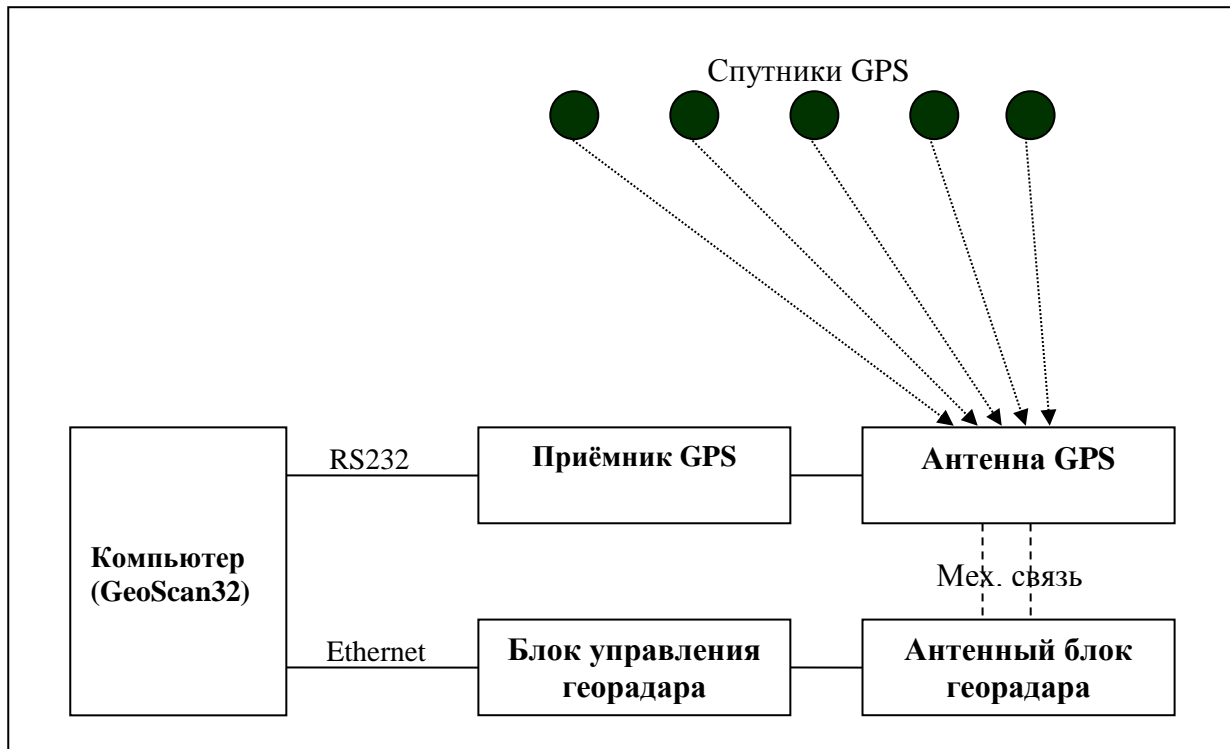 Спутники GPS
RS232
Приёмник GPS
Антенна GPS
Компьютер
(GeoScan32)
Мех. связь
Ethernet
Блок управления
георадара
Антенный блок
георадара